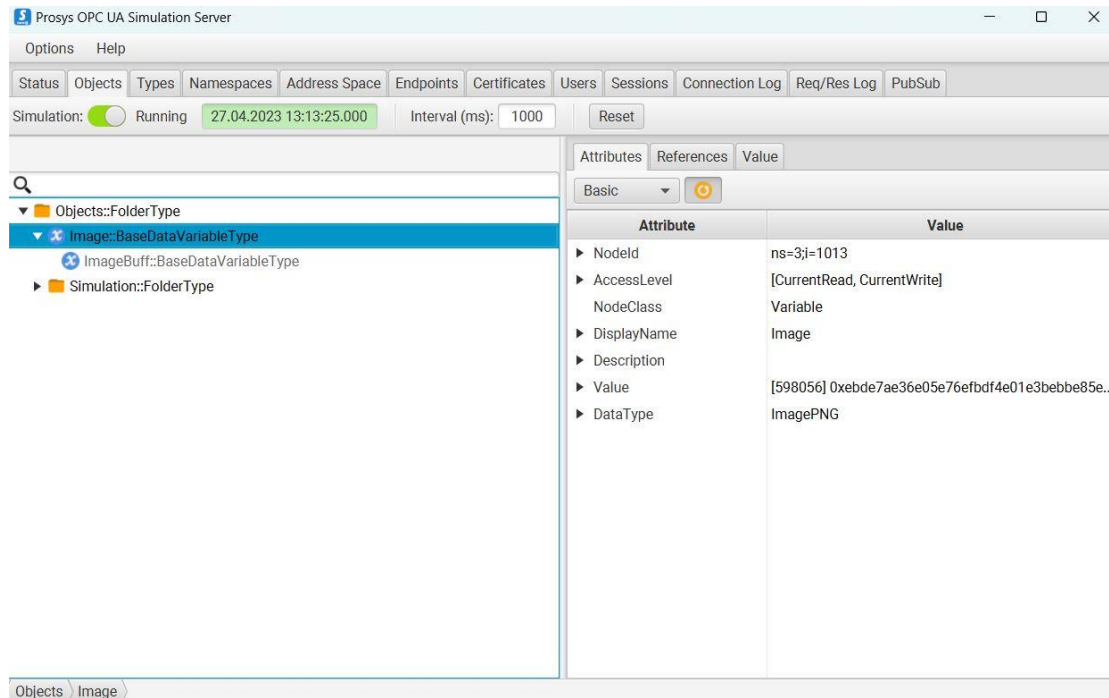 Prosys OPC UA Simulation Server
Options Help
Status Objects Types Namespaces Address Space Endpoints Certificates Users Sessions Connection Log Req/Res Log PubSub
Simulation: Running 27.04.2023 13:13:25.000 Interval (ms): 1000 Reset
Attributes References Value
Basic
Objects::FolderType
Image::BaseDataVariableType
ImageBuff::BaseDataVariableType
Simulation::FolderType
Attribute Value
NodeId ns=3;i=1013
AccessLevel [CurrentRead, CurrentWrite]
NodeClass Variable
DisplayName Image
Description
Value [598056] 0xebde7ae36e05e76efbdf4e01e3bebbe85e..
DataType ImagePNG
Objects Image